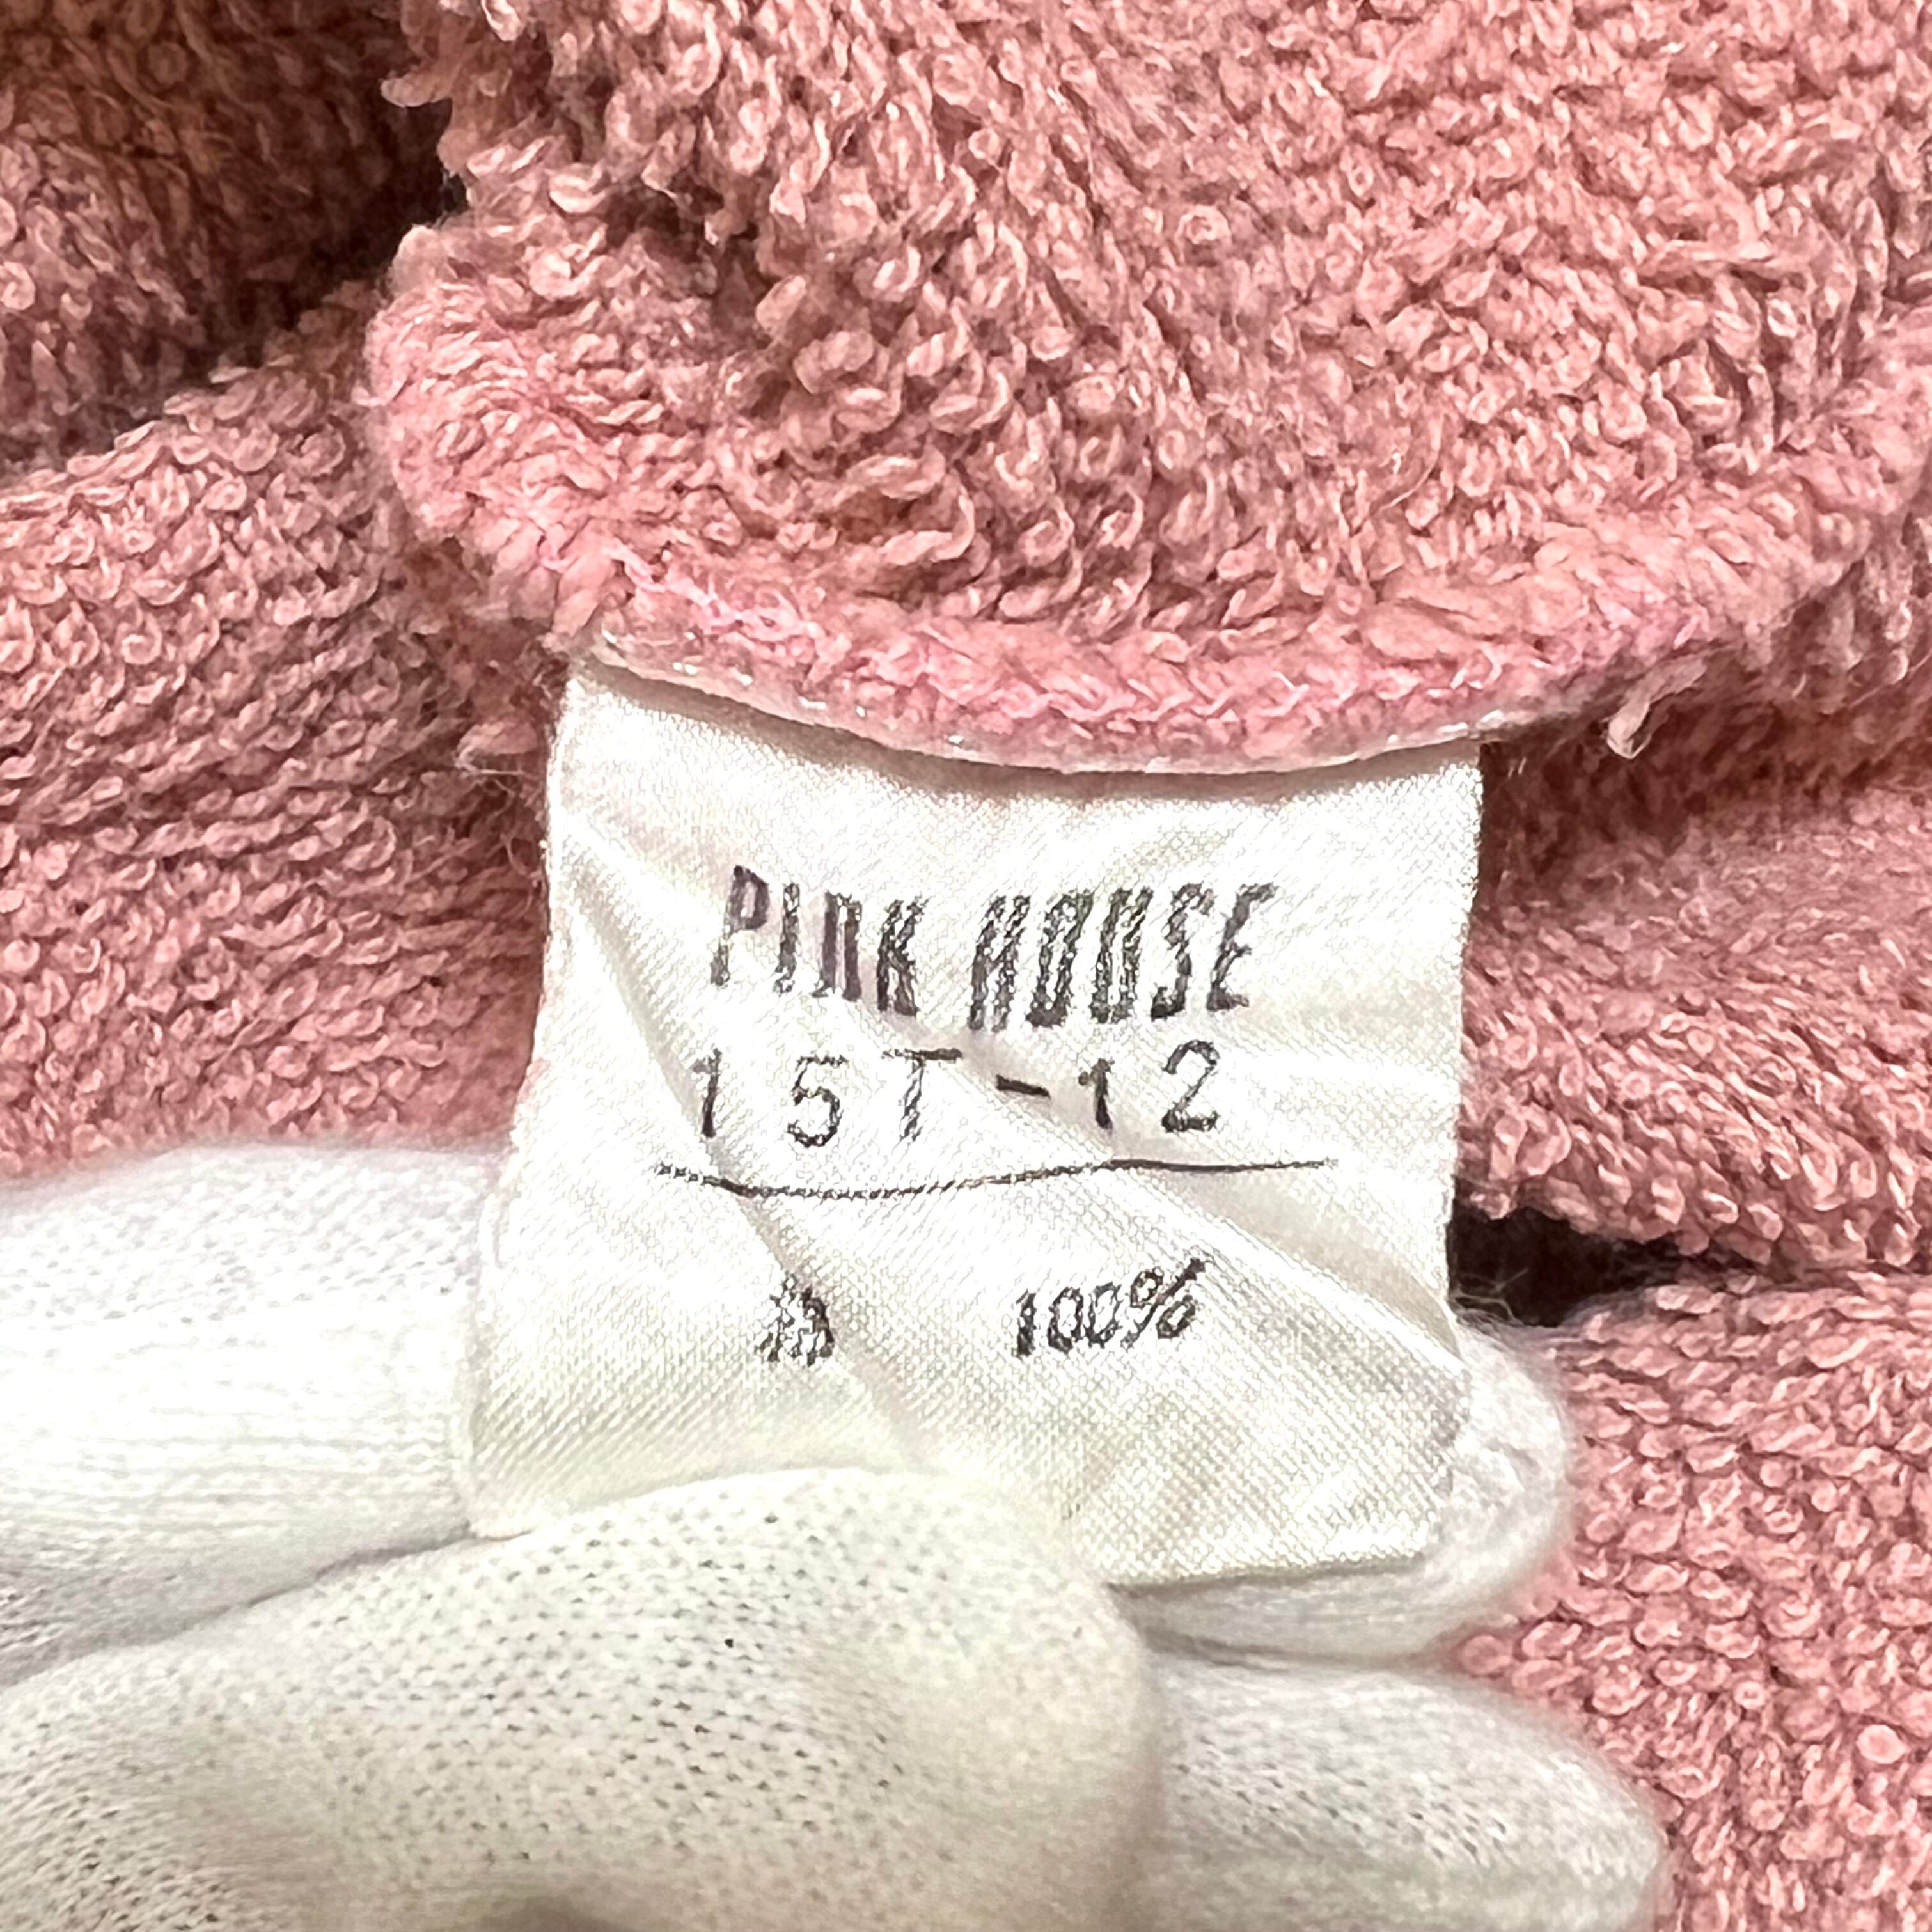 PINK HOUSE
15T-12
綿 100%